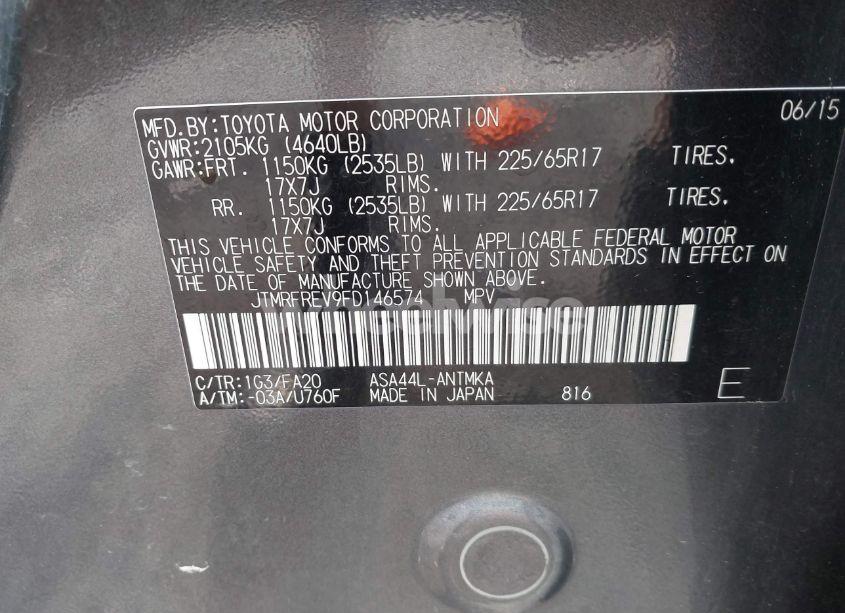 06/15
MFD.BY:TOYOTA MOTOR CORPORATION
GVWR:2105KG (4640LB)
GAWR:FRT. 1150KG (2535LB) WITH 225/65R17 TIRES.
17X7J RIMS.
RR. 1150KG (2535LB) WITH 225/65R17 TIRES.
17X7J RIMS.
THIS VEHICLE CONFORMS TO ALL APPLICABLE FEDERAL MOTOR
VEHICLE SAFETY AND THEFT PREVENTION STANDARDS IN EFFECT ON
THE DATE OF MANUFACTURE SHOWN ABOVE.
JTMRFREV9FD146574 MPV
wheelwise
C/TR:1G3/FA20 ASA44L-ANTMKA
A/TM:-03A/U760F MADE IN JAPAN 816 E